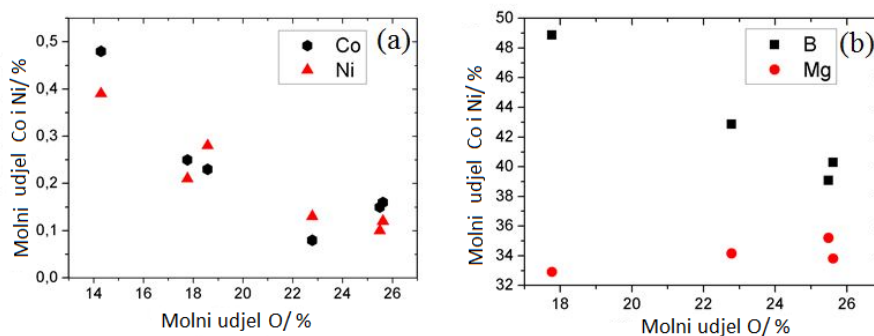 (a)
Co
Ni
Molni udjel Co i Ni/ %
0,5
0,4
0,3
0,2
0,1
0,0
14 16 18 20 22 24 26
Molni udjel O/ %
(b)
B
Mg
Molni udjel Co i Ni/ %
50
48
46
44
42
40
38
36
34
32
18 20 22 24 26
Molni udjel O/ %